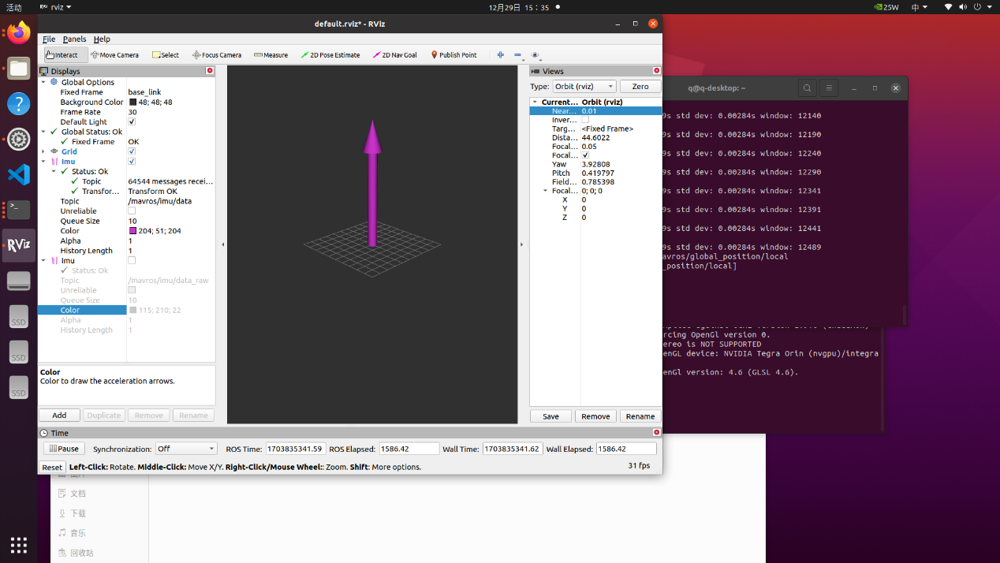 活动 rviz 12月29日 15：35 25W 中
default.rviz* - RViz
File Panels Help
Interact Move Camera Select Focus Camera Measure 2D Pose Estimate 2D Nav Goal Publish Point
Displays
Global Options
Fixed Frame base_link
Background Color 48; 48; 48
Frame Rate 30
Default Light
Global Status: Ok
Fixed Frame OK
Grid
Imu
Status: Ok
Topic 64544 messages recei...
Transfor... Transform OK
Topic /mavros/imu/data
Unreliable
Queue Size 10
Color 204; 51; 204
Alpha 1
History Length 1
Imu
Status: Ok
Topic /mavros/imu/data_raw
Unreliable
Queue Size 10
Color 115; 210; 22
Alpha 1
History Length 1
Color
Color to draw the acceleration arrows.
Add Duplicate Remove Rename
Views
Type: Orbit (rviz) Zero
Current... Orbit (rviz)
Near... 0.01
Inver...
Targ... <Fixed Frame>
Dista... 44.6022
Focal... 0.05
Focal...
Yaw 3.92808
Pitch 0.419797
Field... 0.785398
Focal... 0; 0; 0
X 0
Y 0
Z 0
Save Remove Rename
Time
Pause Synchronization: Off ROS Time: 1703835341.59 ROS Elapsed: 1586.42 Wall Time: 1703835341.62 Wall Elapsed: 1586.42
Reset Left-Click: Rotate. Middle-Click: Move X/Y. Right-Click/Mouse Wheel:: Zoom. Shift: More options. 31 fps
q@q-desktop: ~
9s std dev: 0.00284s window: 12140
9s std dev: 0.00284s window: 12190
9s std dev: 0.00284s window: 12240
9s std dev: 0.00284s window: 12290
9s std dev: 0.00284s window: 12341
9s std dev: 0.00284s window: 12391
9s std dev: 0.00284s window: 12441
9s std dev: 0.00284s window: 12489
avros/global_position/local
_position/local]
rcing OpenGl version 0.
ereo is NOT SUPPORTED
enGL device: NVIDIA Tegra Orin (nvgpu)/integra
enGl version: 4.6 (GLSL 4.6).
文档
下载
音乐
回收站
RViz
SSD
SSD
SSD